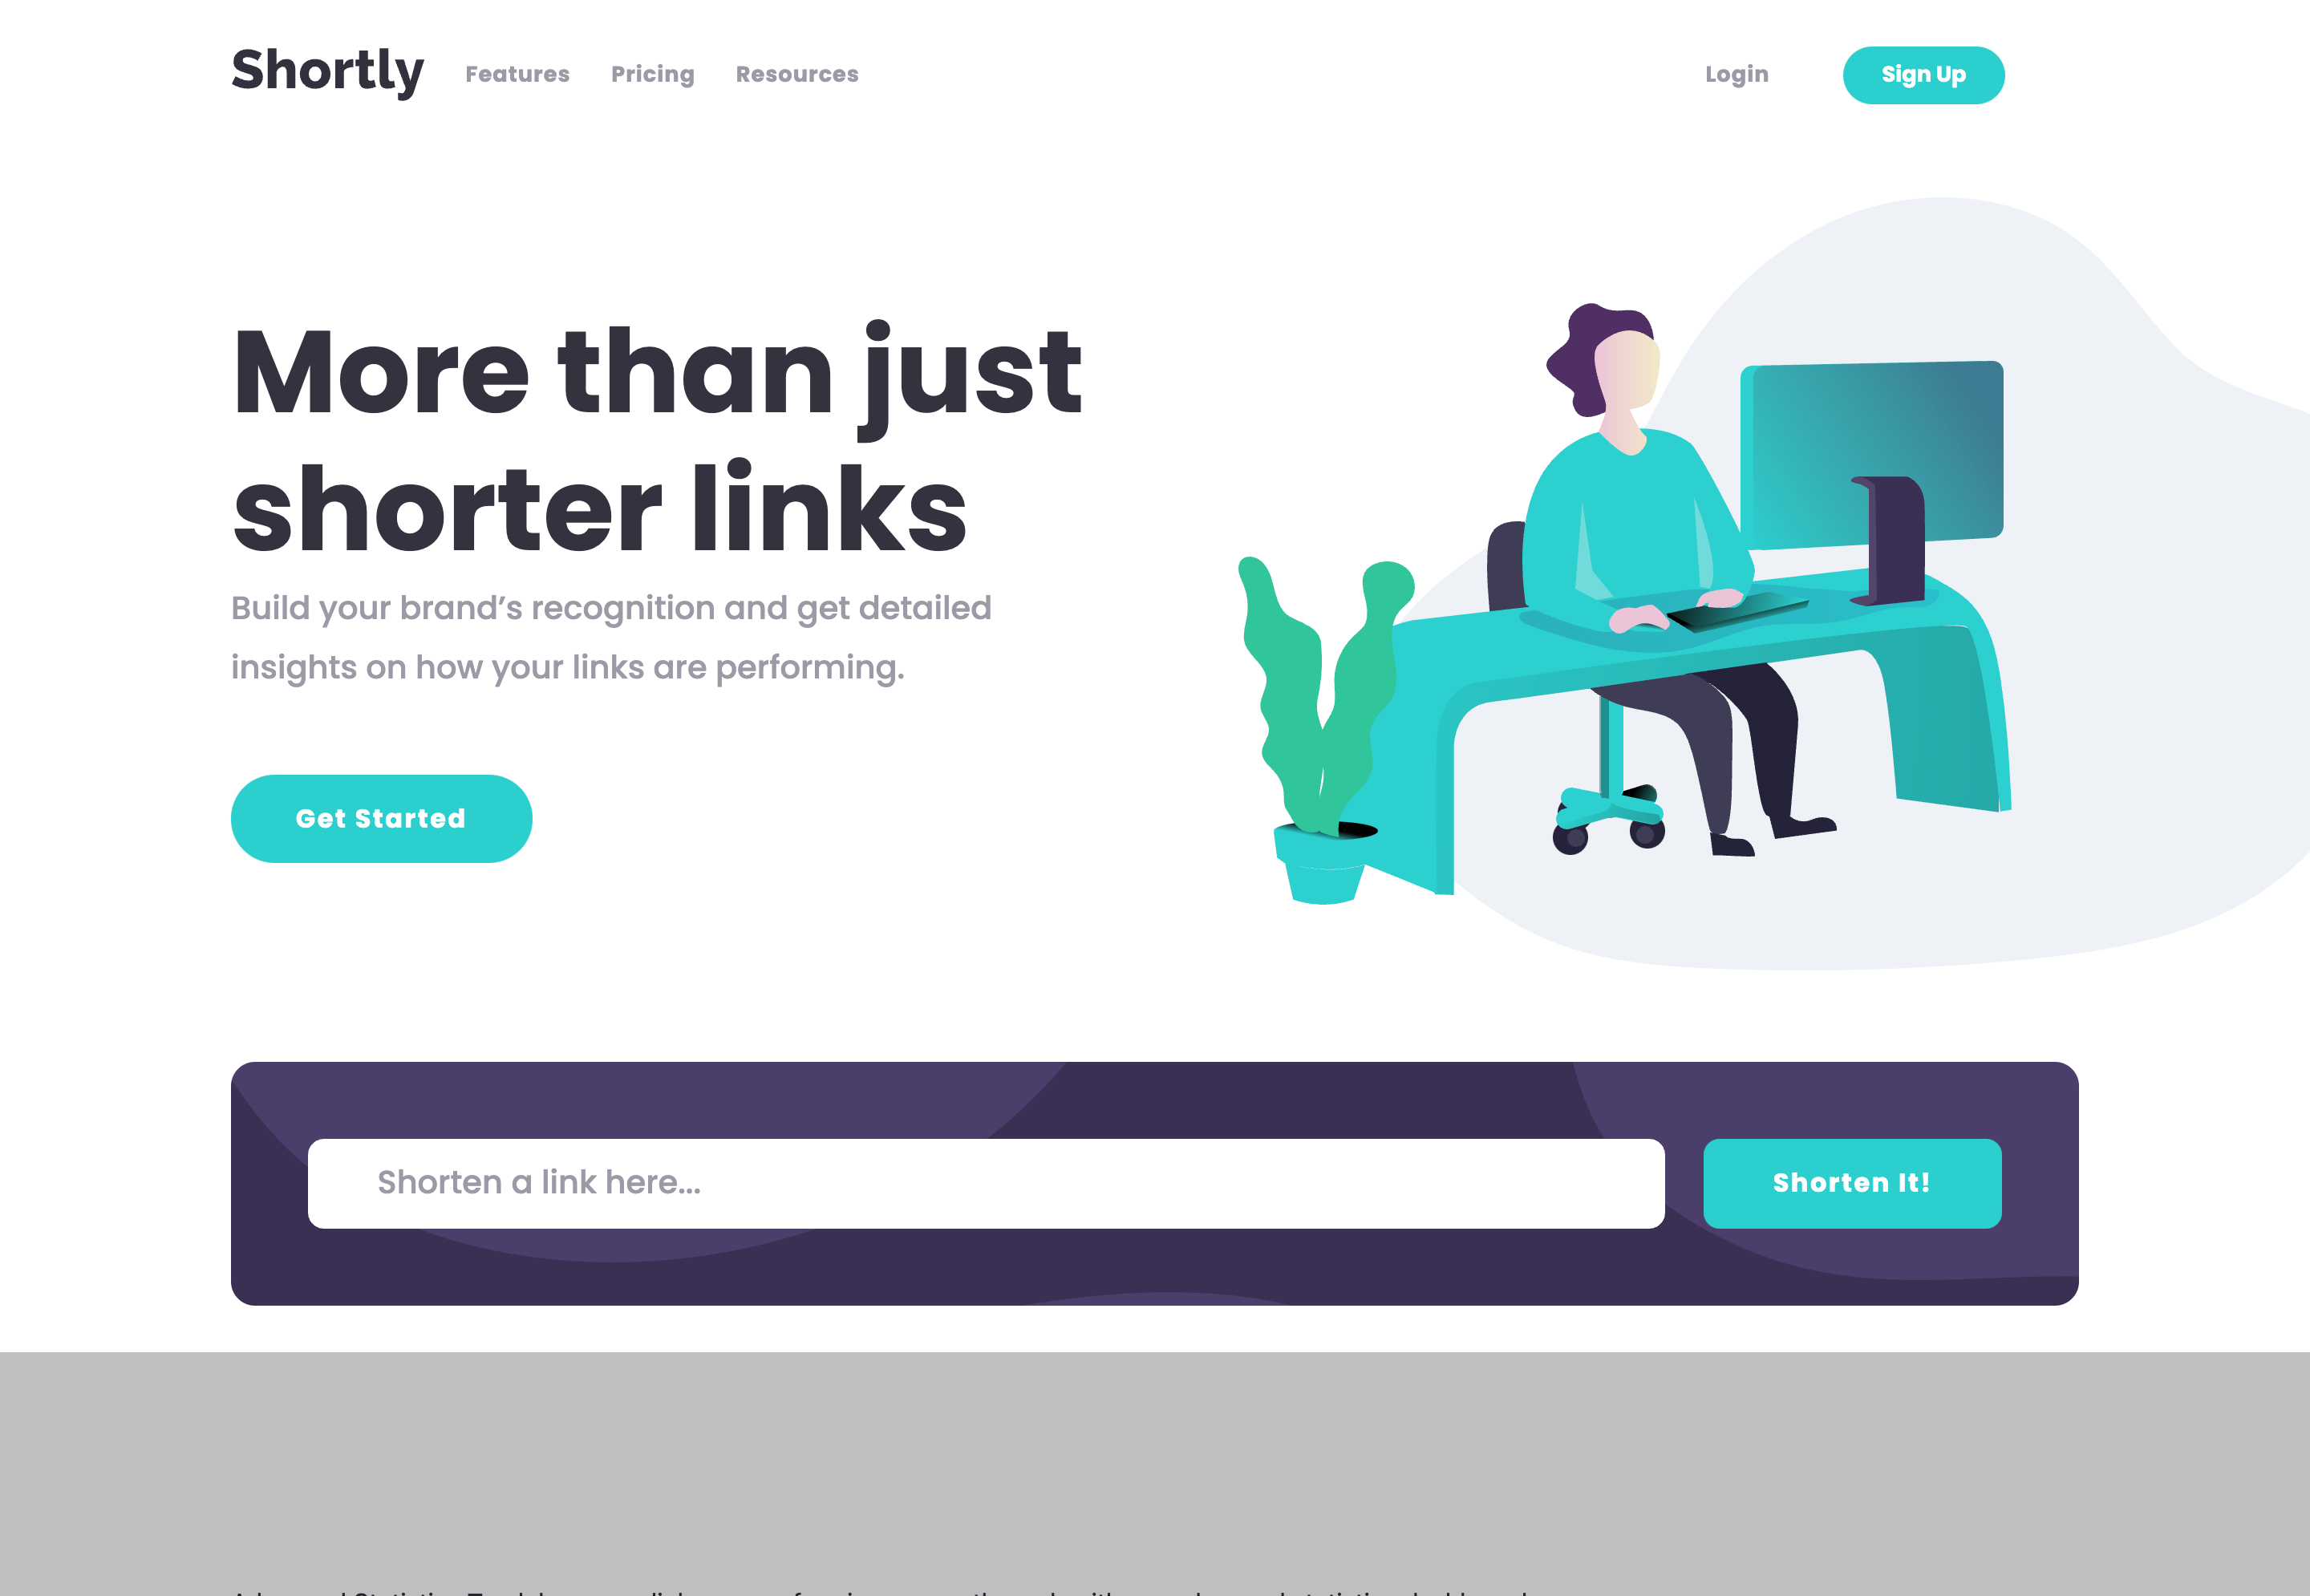 Shortly
Features
Pricing
Resources
Login
Sign Up
More than just
shorter links
Build your brand’s recognition and get detailed
insights on how your links are performing.
Get Started
Shorten a link here...
Shorten It!